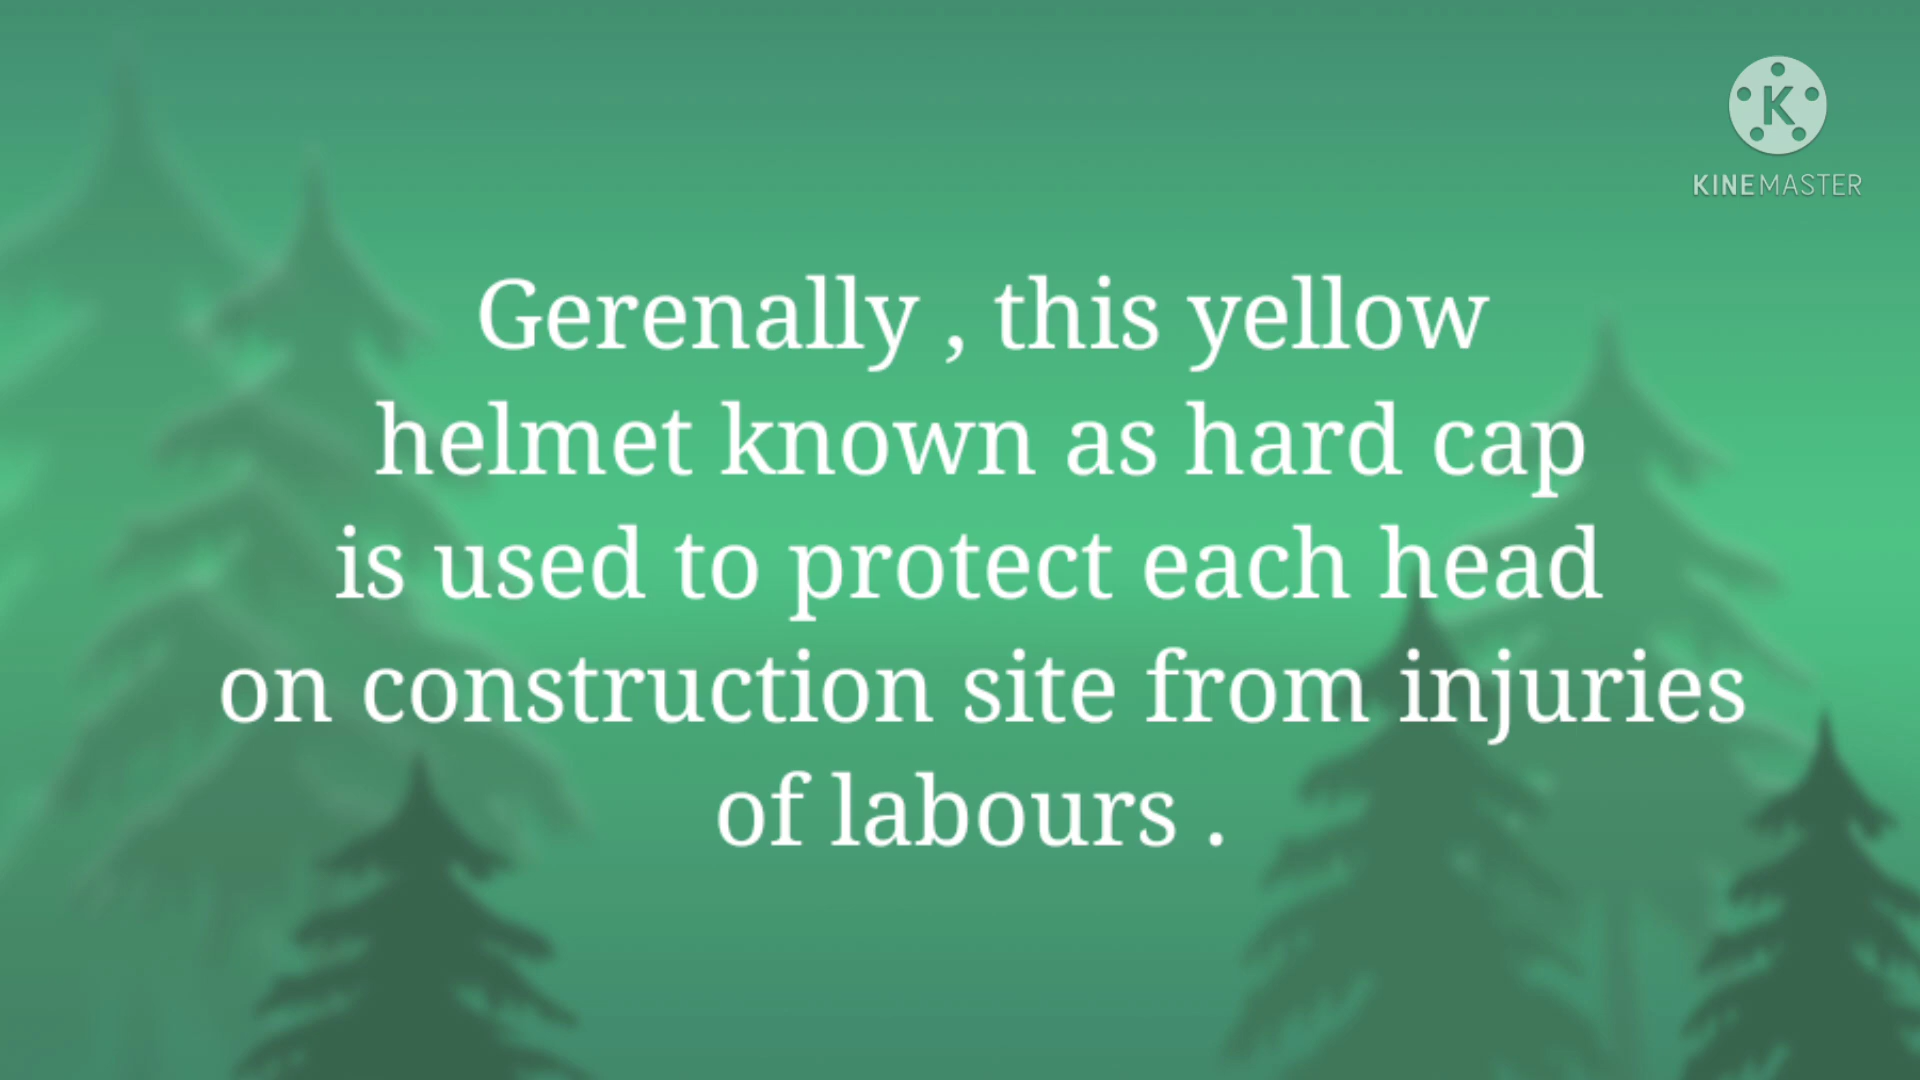 KINEMASTER
Gerenally , this yellow
helmet known as hard cap
is used to protect each head
on construction site from injuries
of labours .